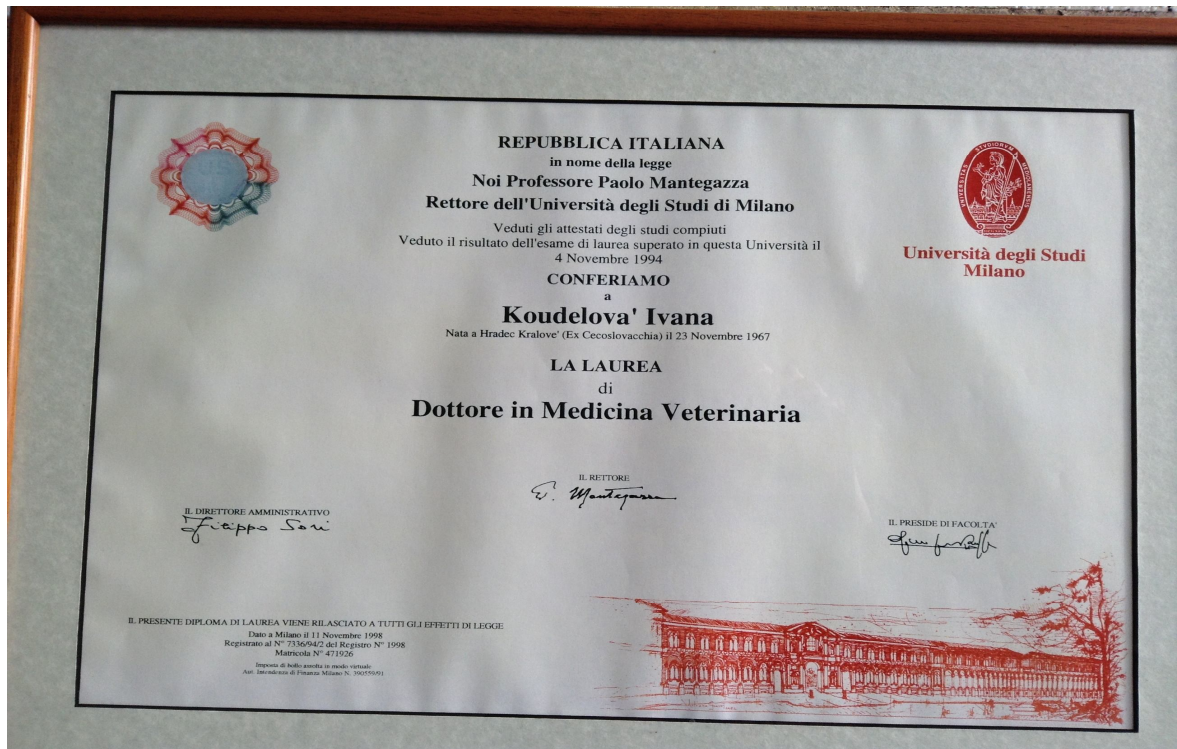 REPUBBLICA ITALIANA
in nome della legge
Noi Professore Paolo Mantegazza
Rettore dell'Università degli Studi di Milano
Veduti gli attestati degli studi compiuti
Veduto il risultato dell'esame di laurea superato in questa Università il
4 Novembre 1994
CONFERIAMO
a
Koudelova' Ivana
Nata a Hradec Kralove' (Ex Cecoslovacchia) il 23 Novembre 1967
LA LAUREA
di
Dottore in Medicina Veterinaria
UNIVERSITAS STVDIORVM MEDIOLANENSIS
Università degli Studi
Milano
IL RETTORE
Mantegazza
IL DIRETTORE AMMINISTRATIVO
Filippo Sori
IL PRESIDE DI FACOLTA'
IL PRESENTE DIPLOMA DI LAUREA VIENE RILASCIATO A TUTTI GLI EFFETTI DI LEGGE
Dato a Milano il 11 Novembre 1998
Registrato al N° 7336/94/2 del Registro N° 1998
Matricola N° 471926
Imposta di bollo assolta in modo virtuale
Aut. Intendenza di Finanza Milano N. 390559/91